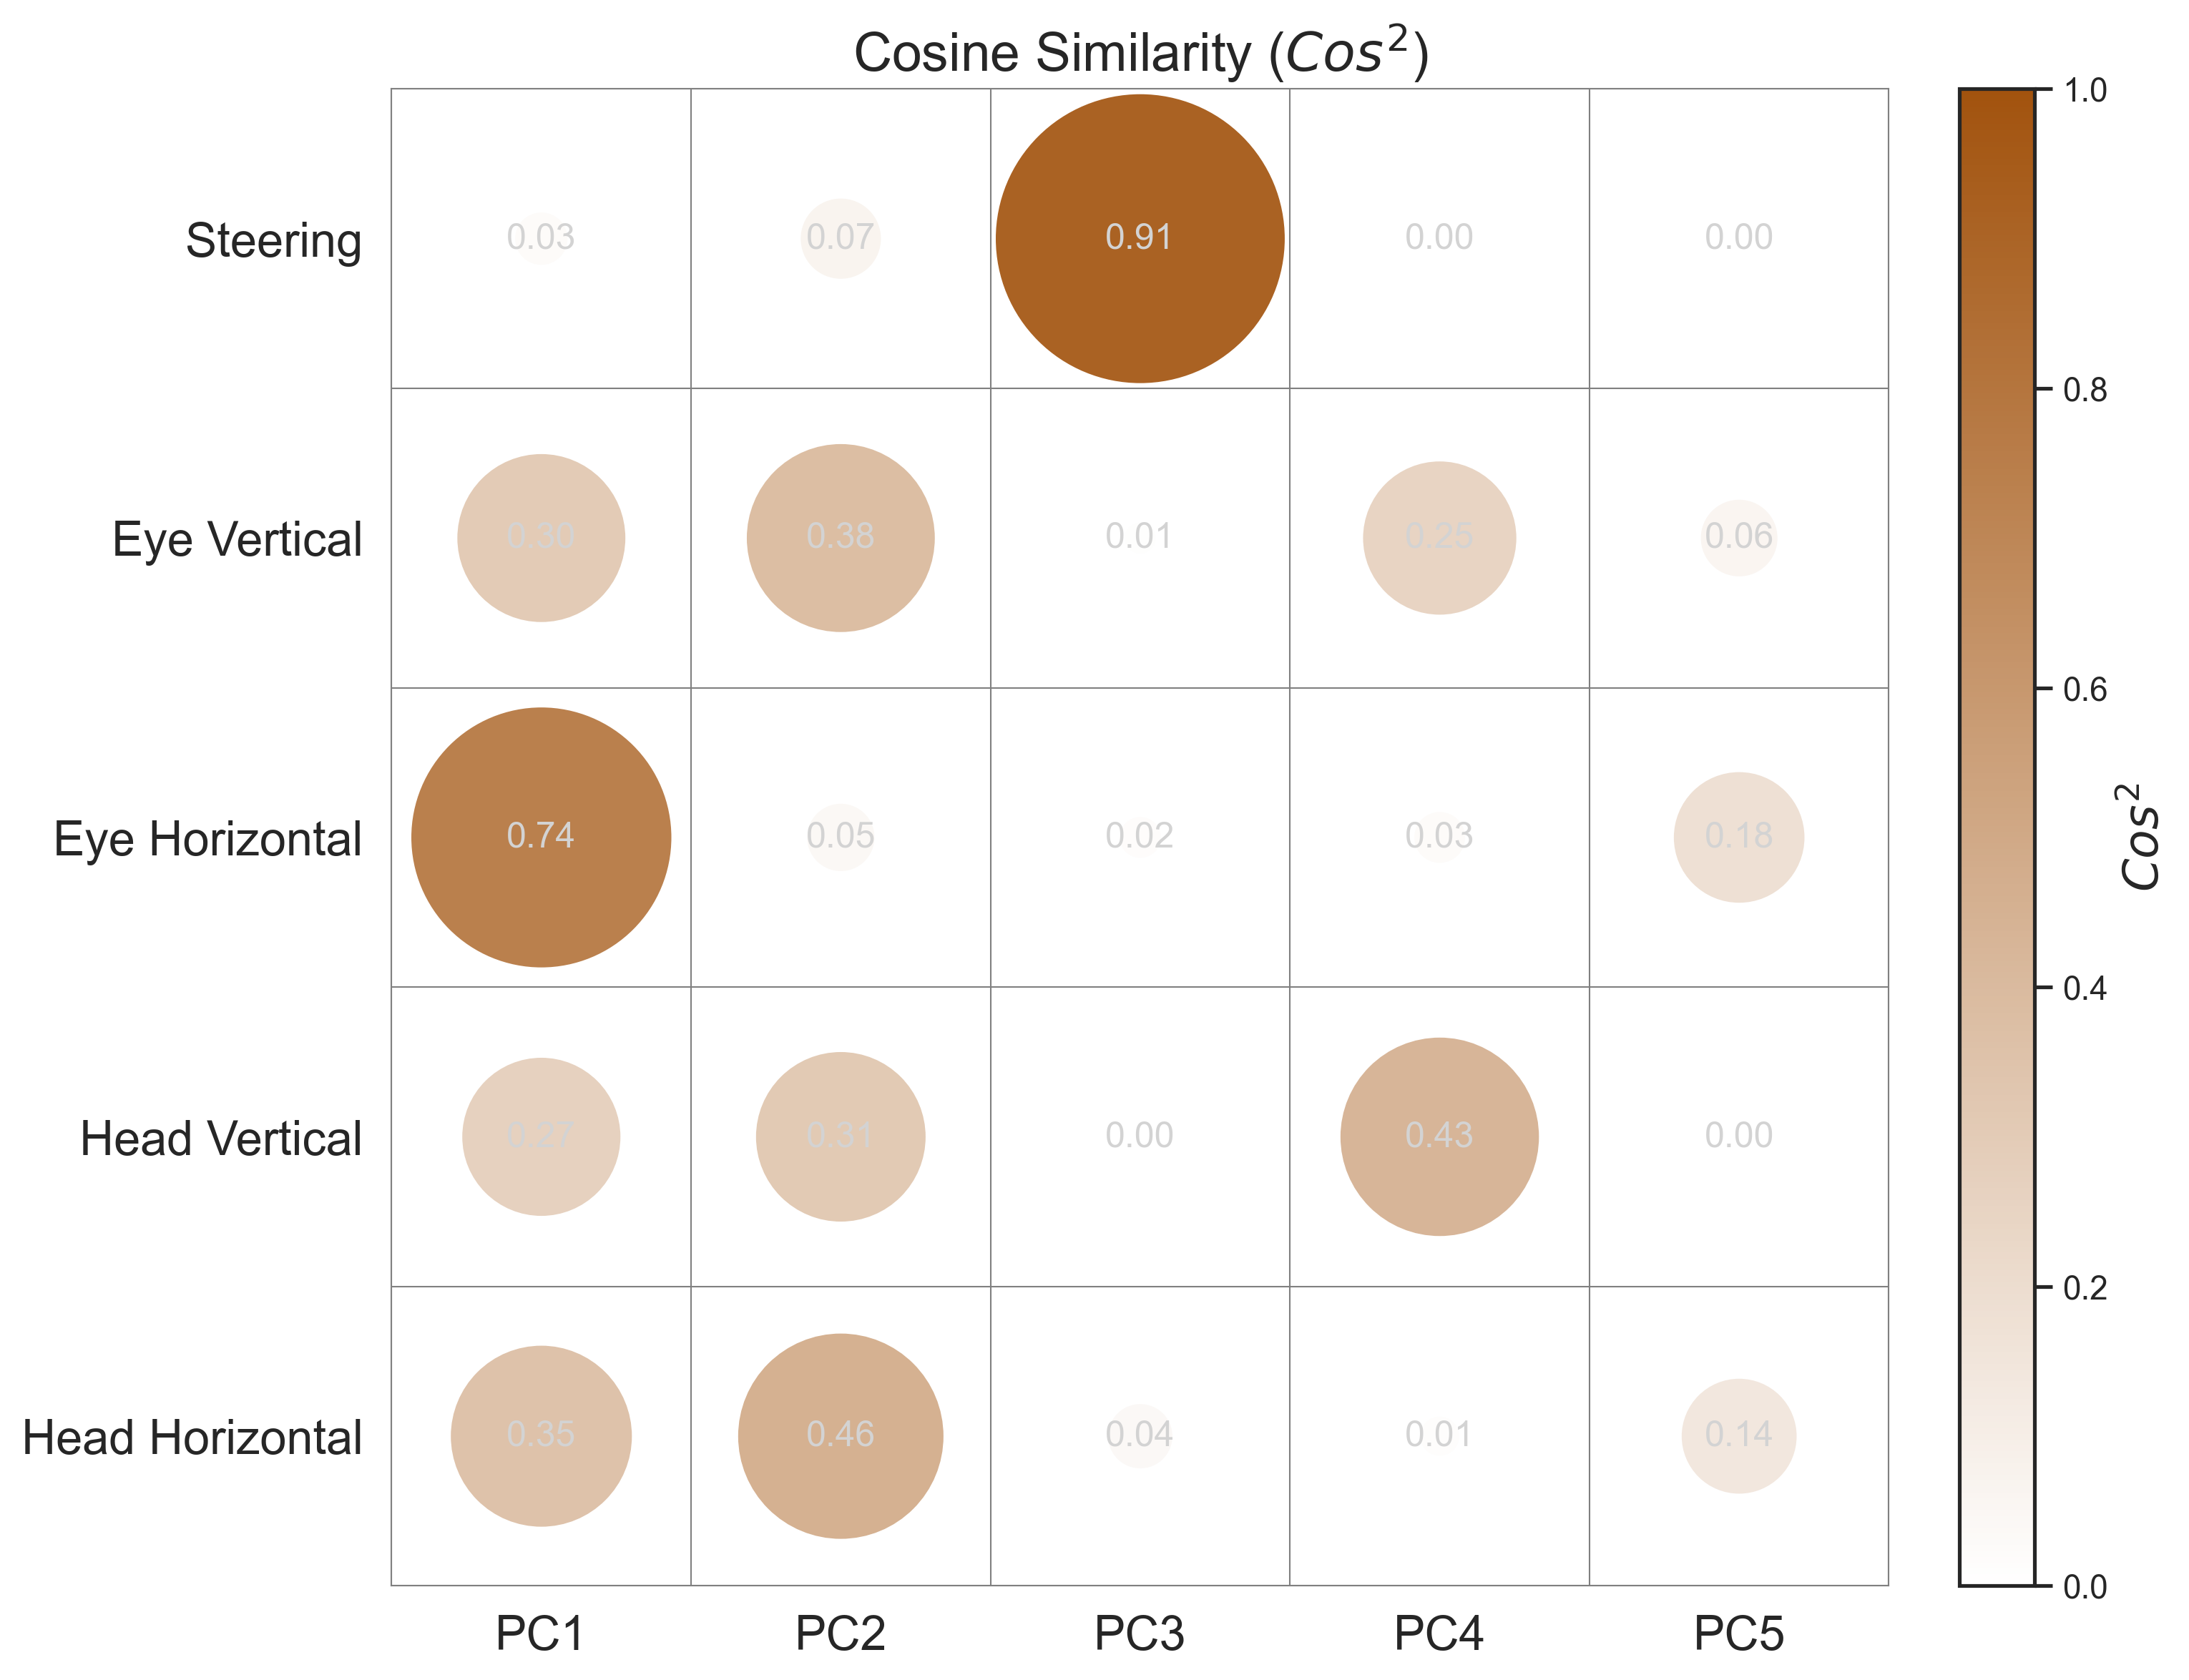 Cosine Similarity (Cos²)
Steering 0.03 0.07 0.91 0.00 0.00
Eye Vertical 0.30 0.38 0.01 0.25 0.06
Eye Horizontal 0.74 0.05 0.02 0.03 0.18
Head Vertical 0.27 0.31 0.00 0.43 0.00
Head Horizontal 0.35 0.46 0.04 0.01 0.14
PC1 PC2 PC3 PC4 PC5
1.0
0.8
0.6
0.4
0.2
0.0
Cos²